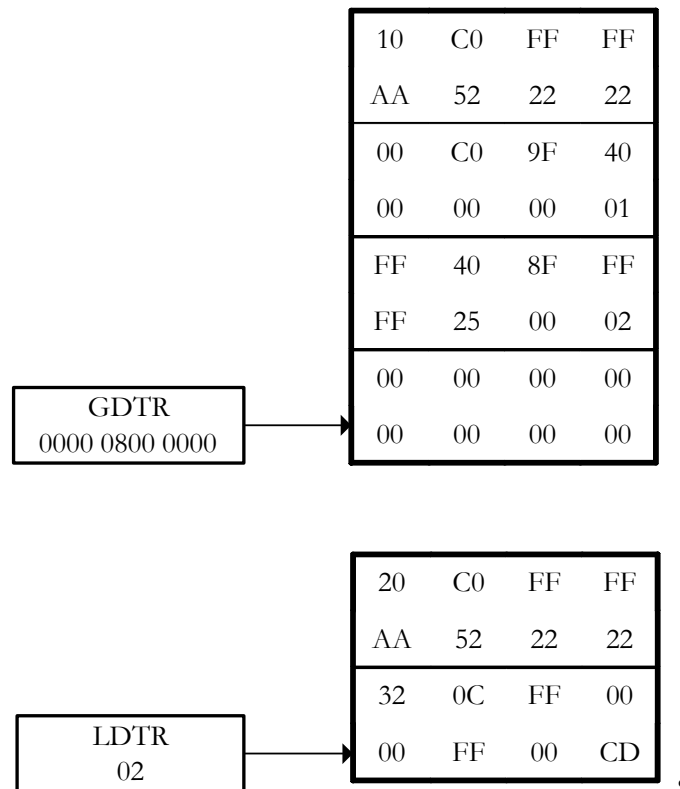 10 C0 FF FF
AA 52 22 22
00 C0 9F 40
00 00 00 01
FF 40 8F FF
FF 25 00 02
00 00 00 00
00 00 00 00
GDTR
0000 0800 0000
20 C0 FF FF
AA 52 22 22
32 0C FF 00
00 FF 00 CD
LDTR
02